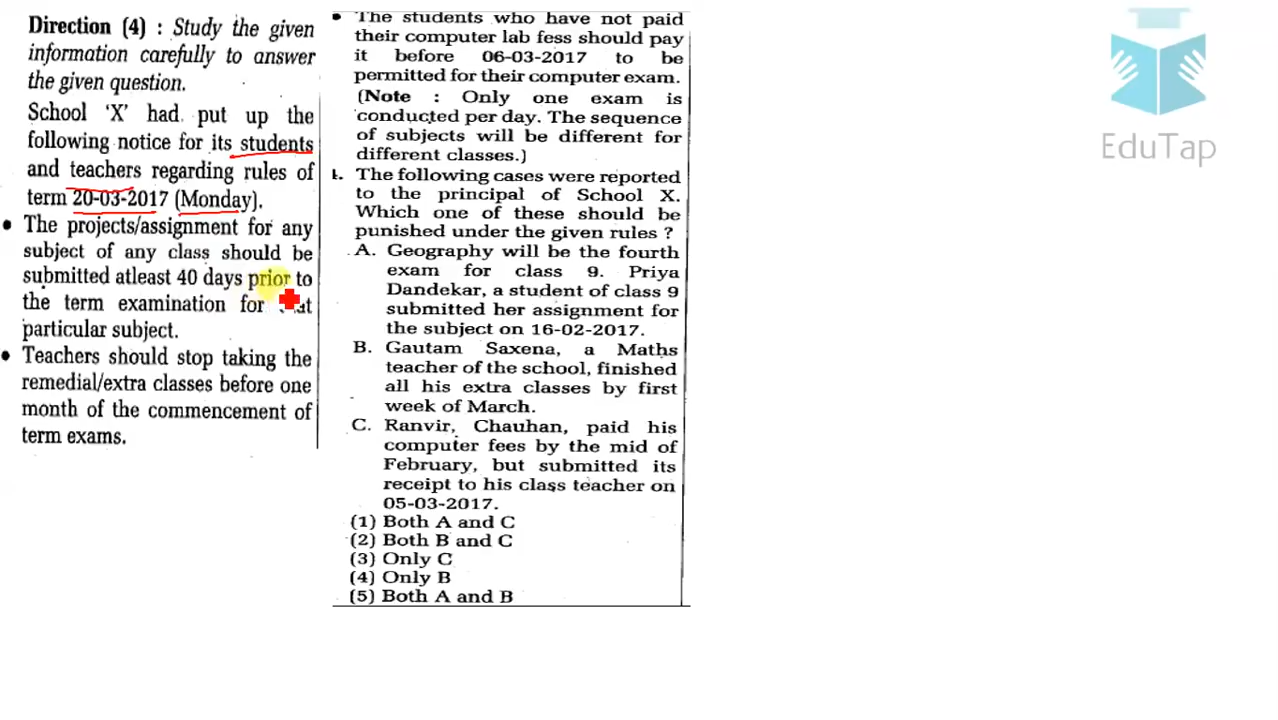 Direction (4) : Study the given
information carefully to answer
the given question.
School 'X' had put up the
following notice for its students
and teachers regarding rules of
term 20-03-2017 (Monday).
• The projects/assignment for any
subject of any class should be
submitted atleast 40 days prior to
the term examination for
particular subject.
• Teachers should stop taking the
remedial/extra classes before one
month of the commencement of
term exams.
• The students who have not paid
their computer lab fess should pay
it before 06-03-2017 to be
permitted for their computer exam.
(Note : Only one exam is
conducted per day. The sequence
of subjects will be different for
different classes.)
The following cases were reported
to the principal of School X.
Which one of these should be
punished under the given rules ?
A. Geography will be the fourth
exam for class 9. Priya
Dandekar, a student of class 9
submitted her assignment for
the subject on 16-02-2017.
B. Gautam Saxena, a Maths
teacher of the school, finished
all his extra classes by first
week of March.
C. Ranvir, Chauhan, paid his
computer fees by the mid of
February, but submitted its
receipt to his class teacher on
05-03-2017.
(1) Both A and C
(2) Both B and C
(3) Only C
(4) Only B
(5) Both A and B
EduTap